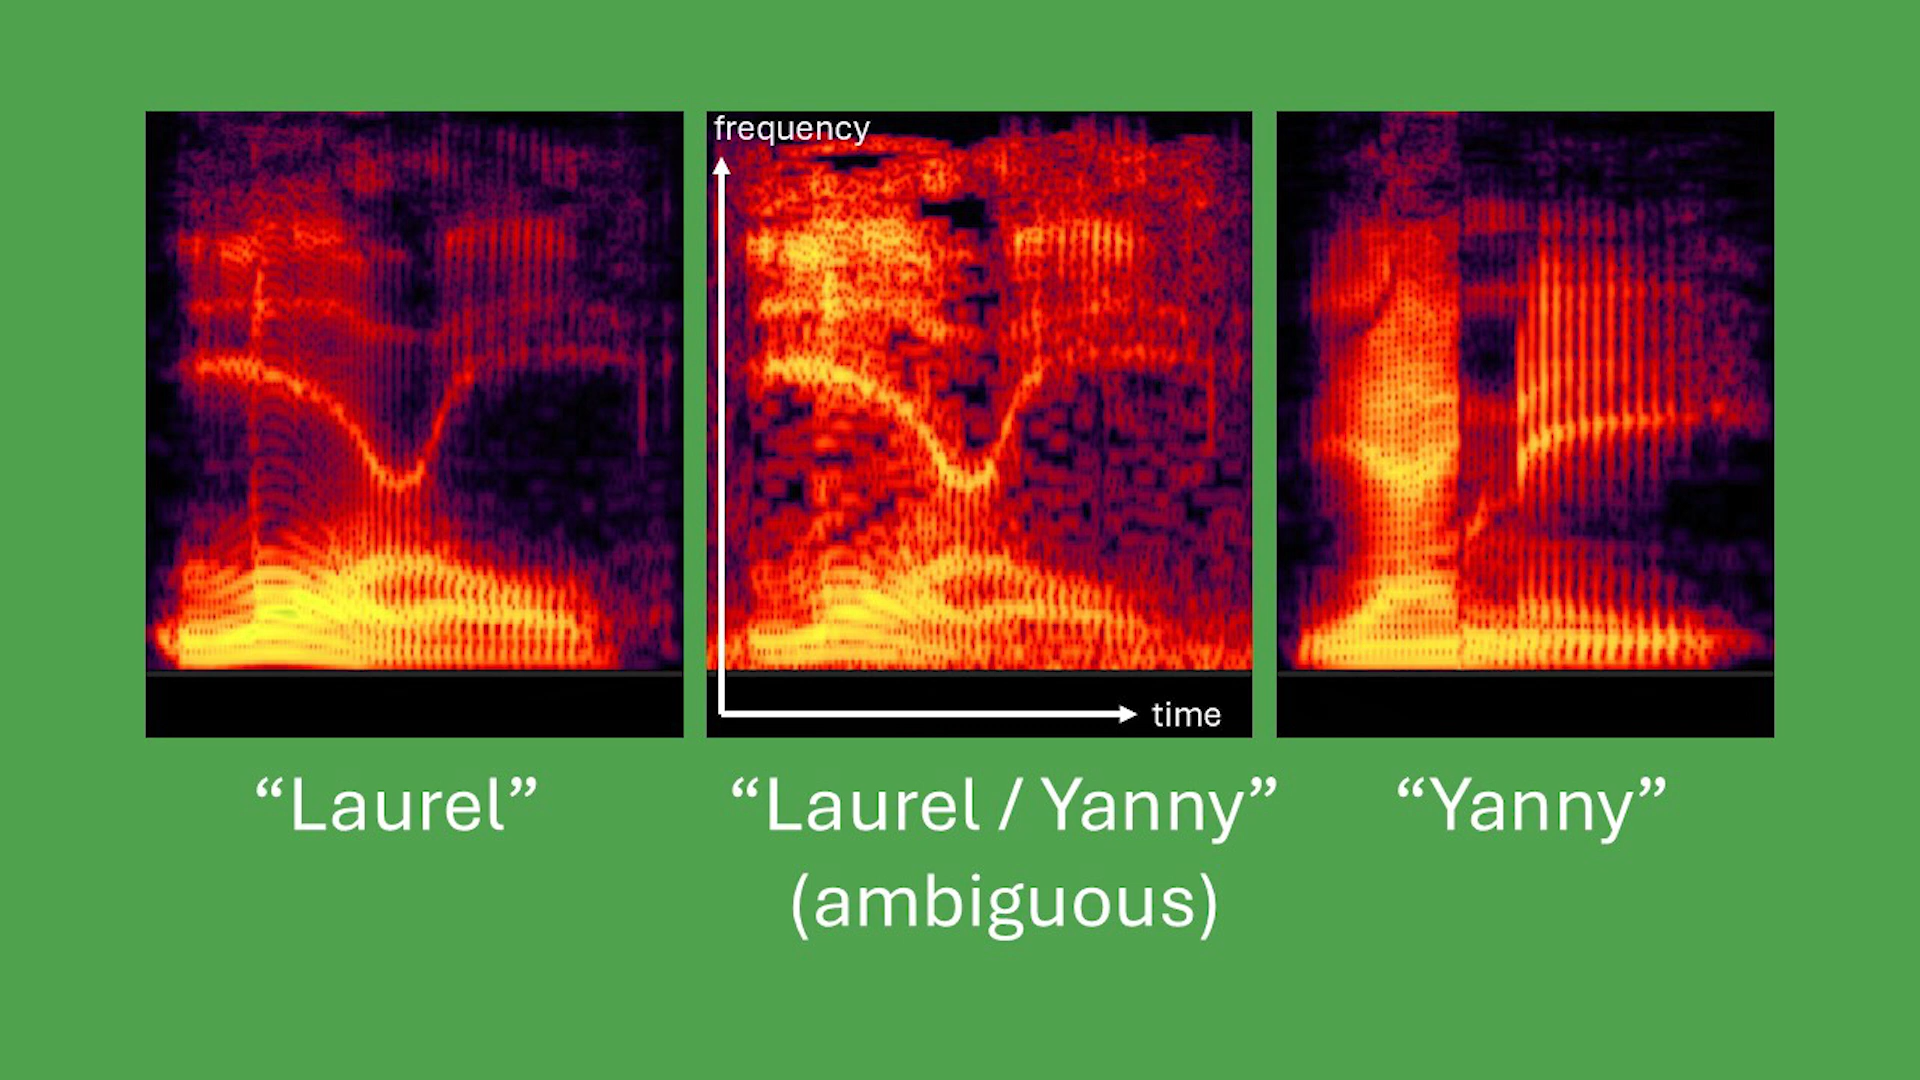 frequency
time
“Laurel”
“Laurel / Yanny”
(ambiguous)
“Yanny”